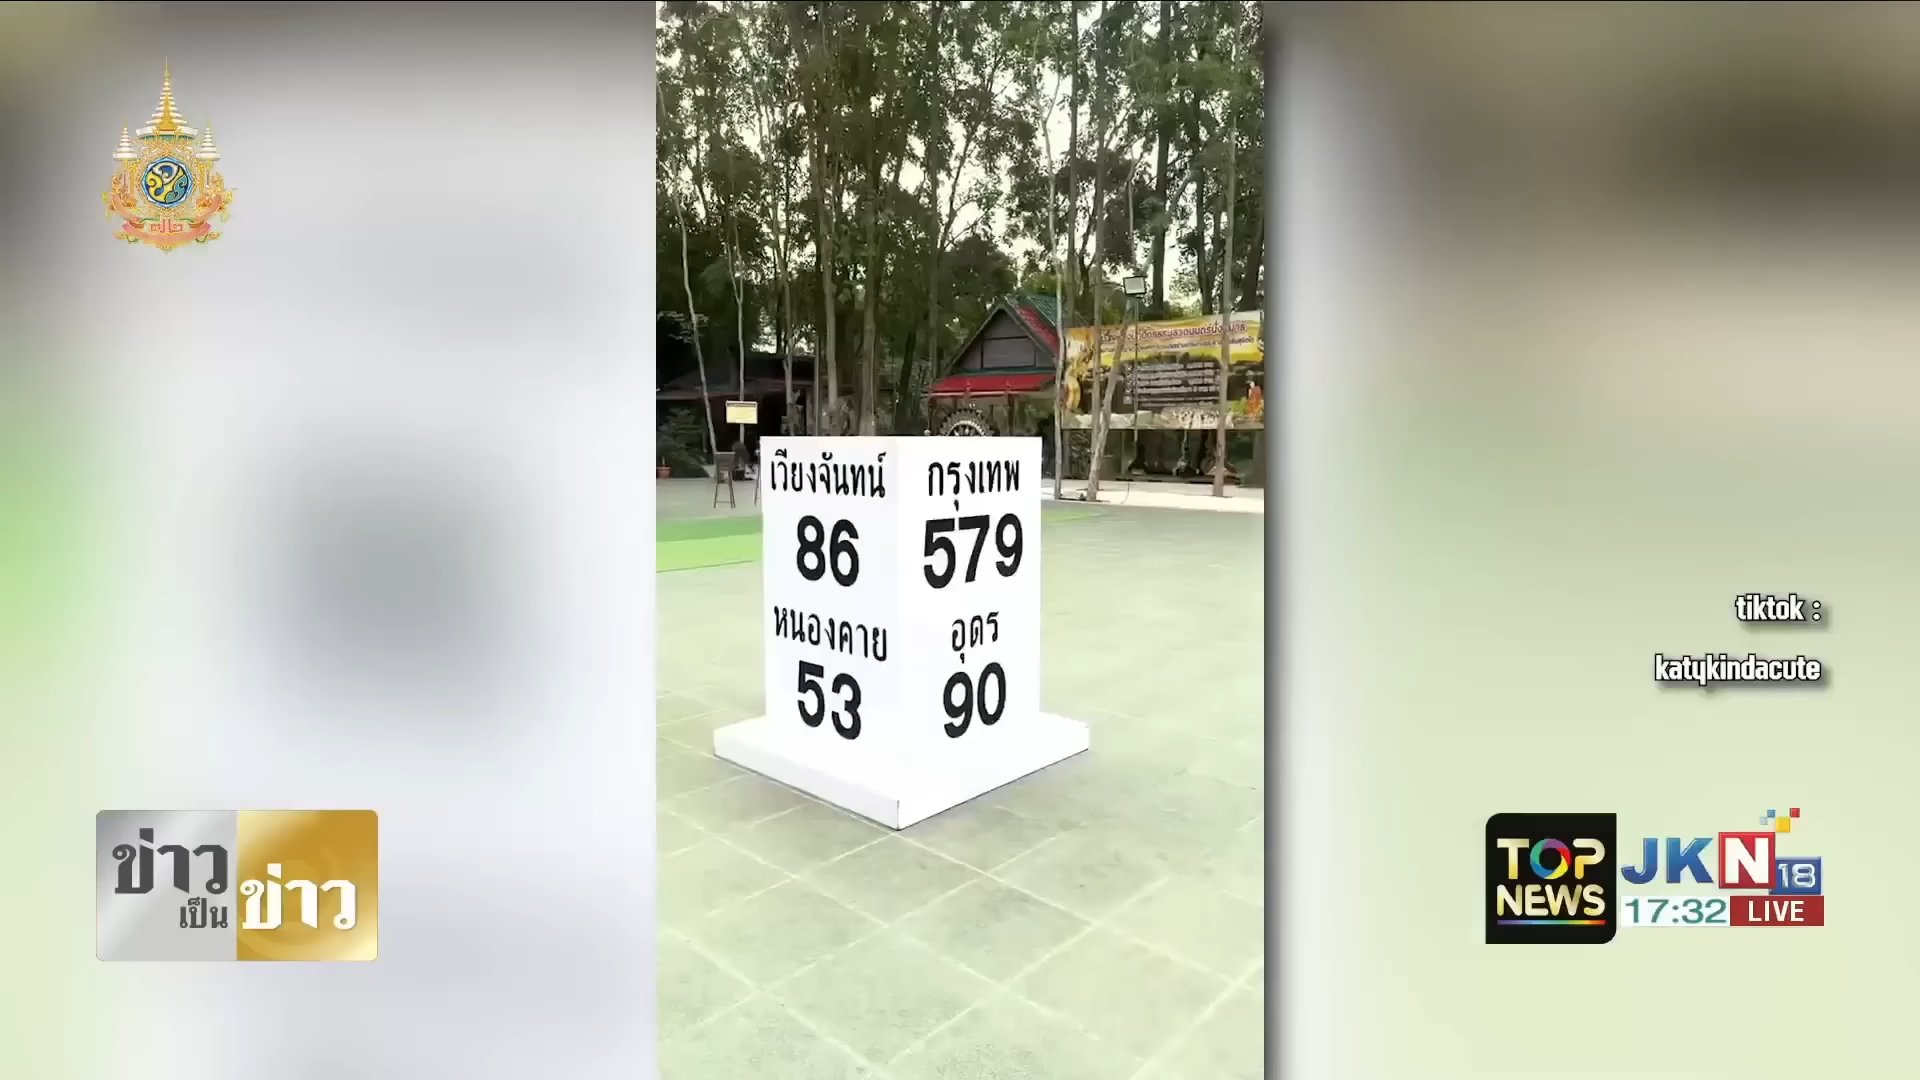 ๗๒
เวียงจันทน์
86
หนองคาย
53
กรุงเทพ
579
อุดร
90
tiktok :
katykindacute
ข่าว
เป็น
ข่าว
TOP
NEWS
JKN
18
17:32 LIVE